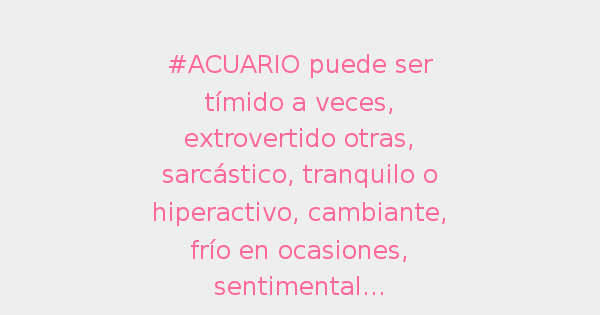 #ACUARIO puede ser
tímido a veces,
extrovertido otras,
sarcástico, tranquilo o
hiperactivo, cambiante,
frío en ocasiones,
sentimental...